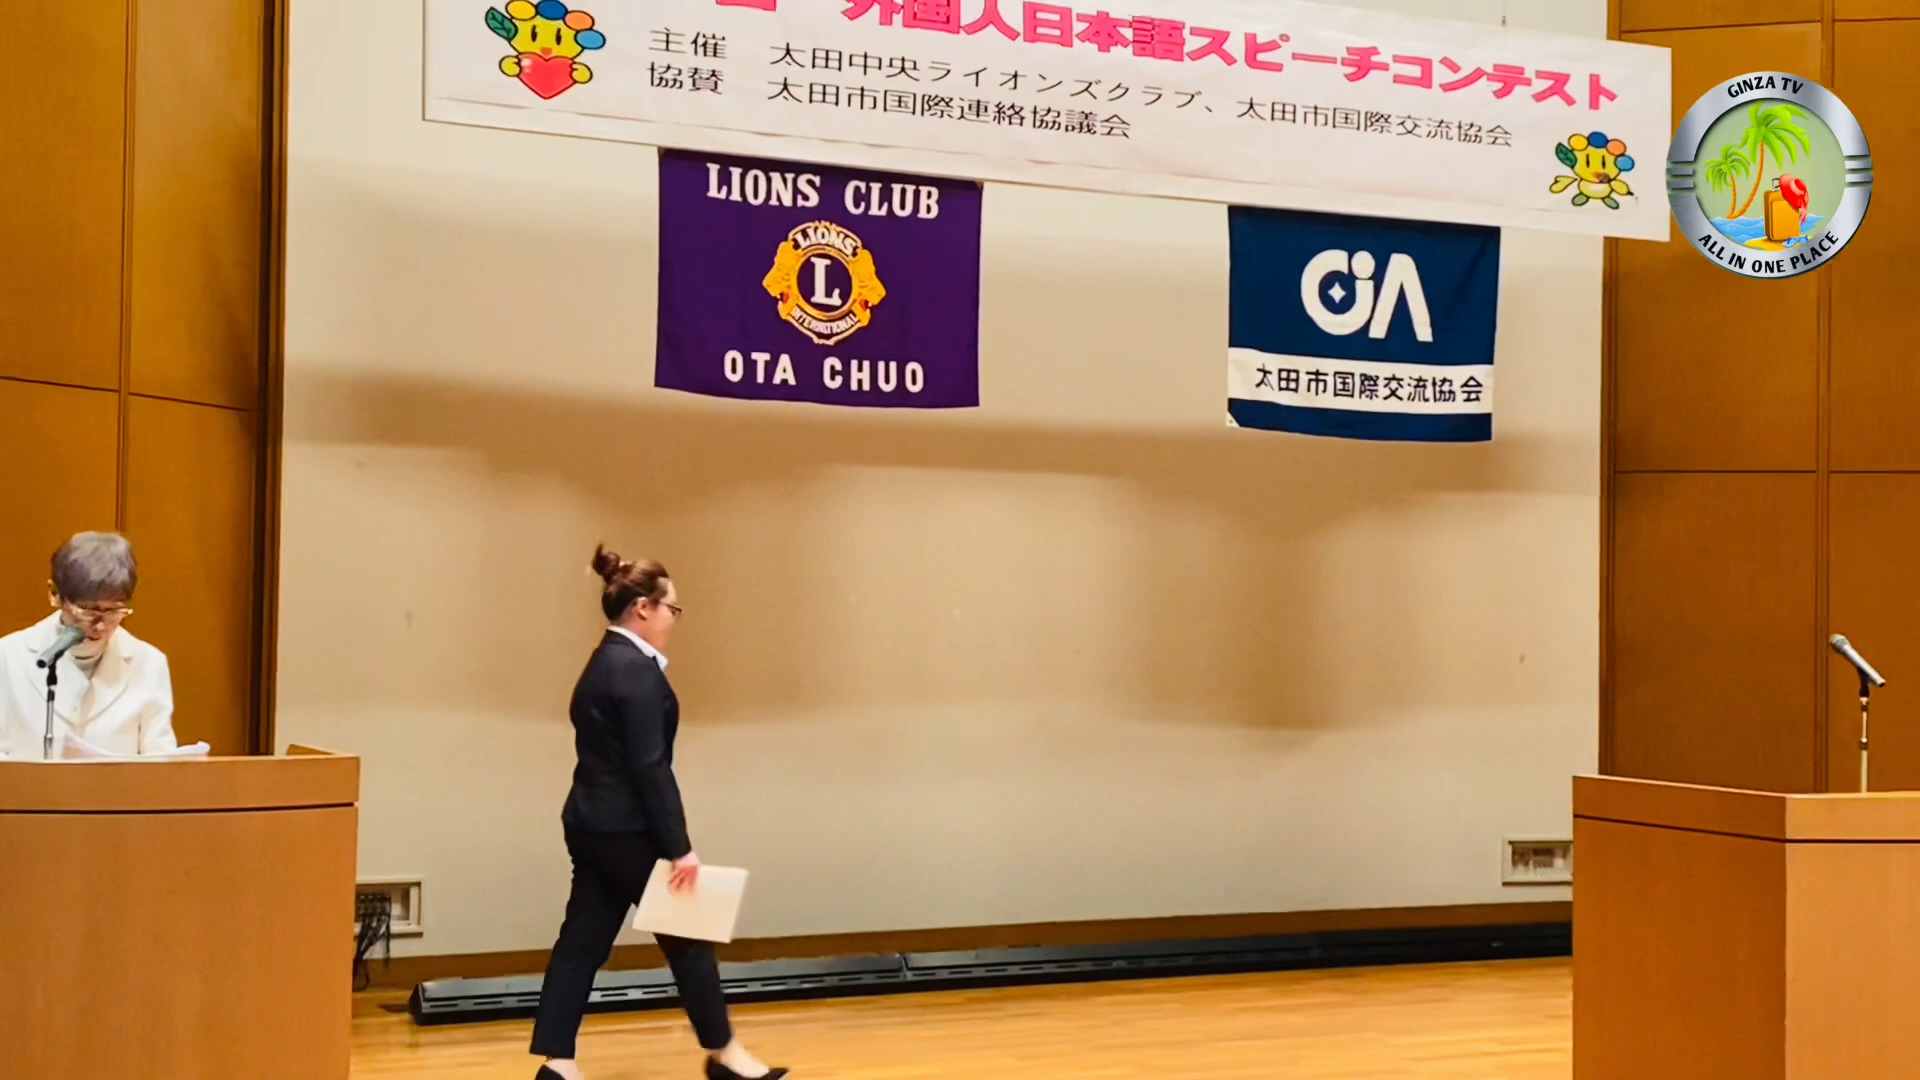 回 外国人日本語スピーチコンテスト
主催 太田中央ライオンズクラブ、太田市国際交流協会
協賛 太田市国際連絡協議会
GINZA TV
ALL IN ONE PLACE
LIONS CLUB
LIONS
L
INTERNATIONAL
OTA CHUO
OIA
太田市国際交流協会